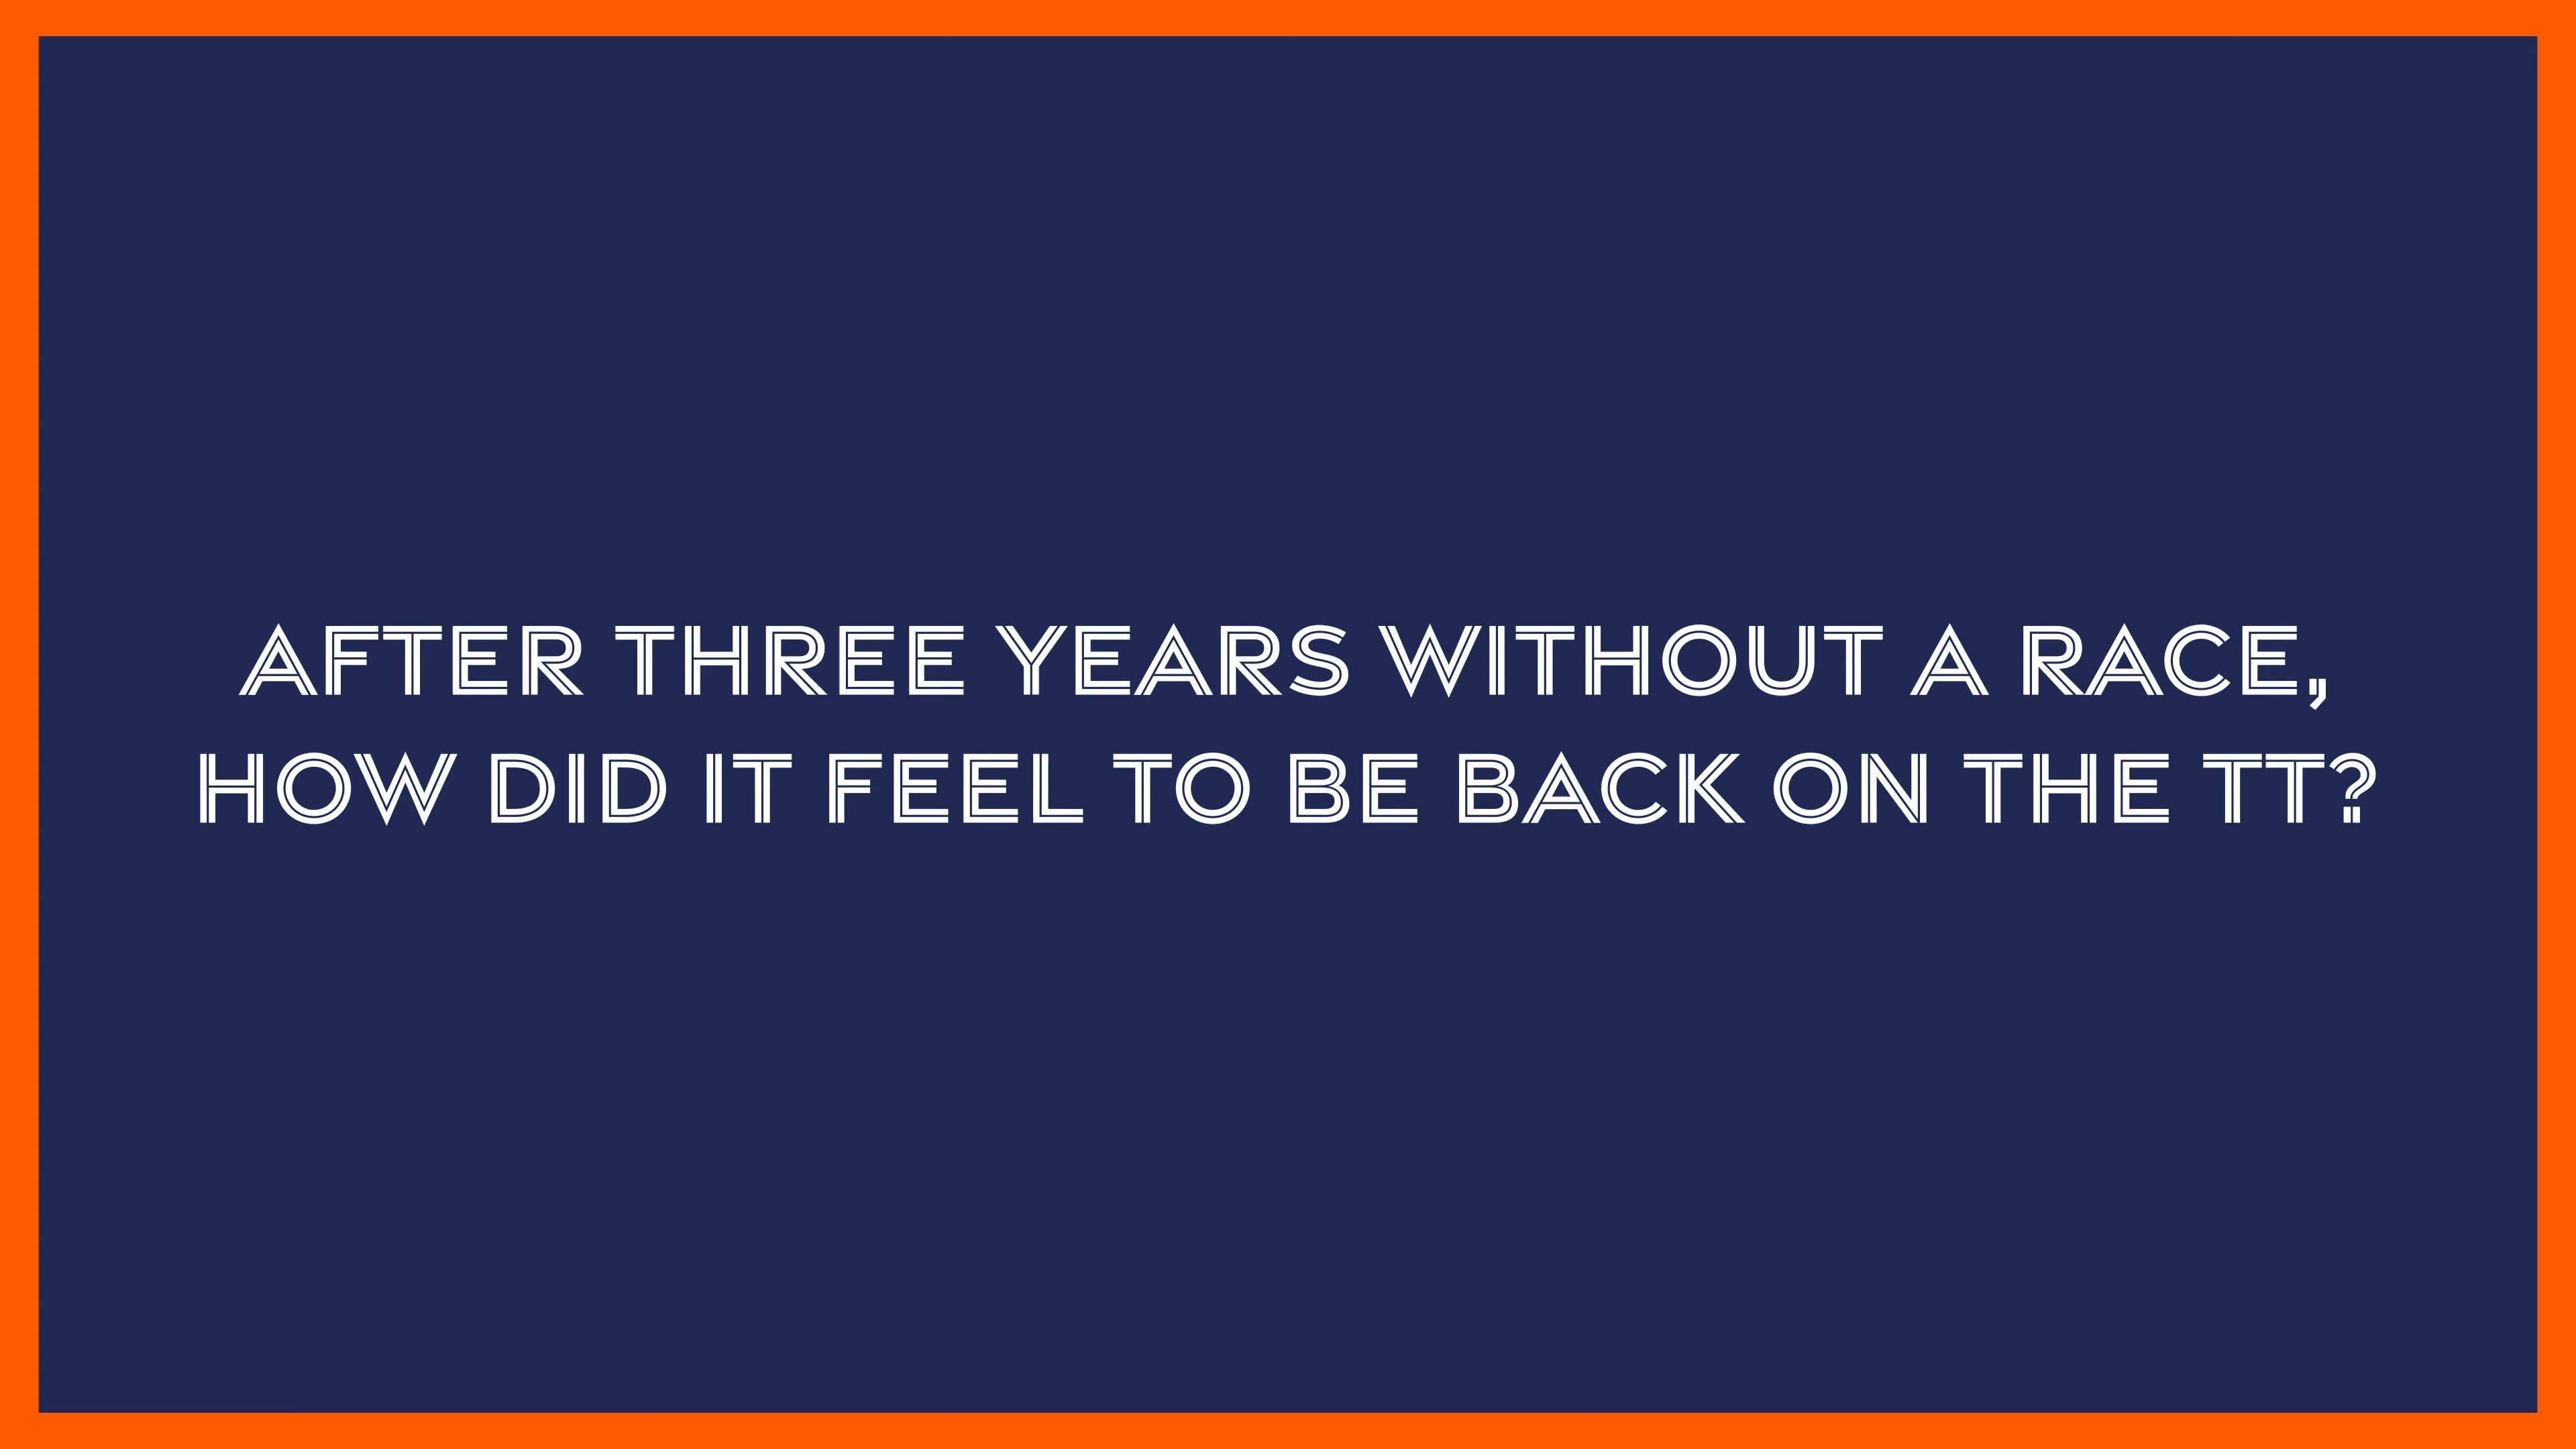 AFTER THREE YEARS WITHOUT A RACE,
HOW DID IT FEEL TO BE BACK ON THE TT?